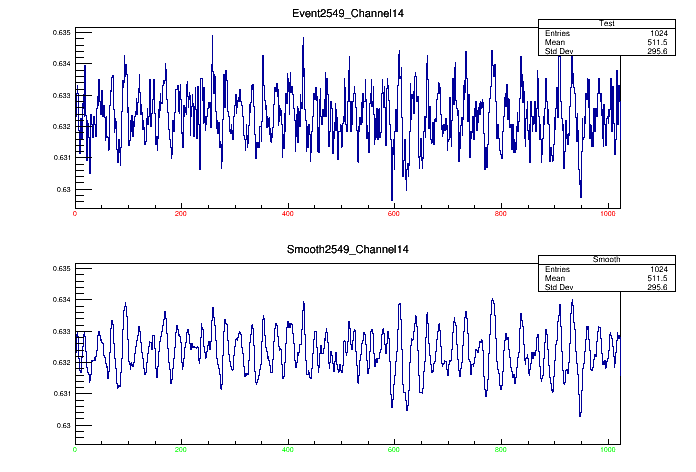 Event2549_Channel14
Test
Entries 1024
Mean 511.5
Std Dev 295.6
0.635
0.634
0.633
0.632
0.631
0.63
0 200 400 600 800 1000
Smooth2549_Channel14
Smooth
Entries 1024
Mean 511.5
Std Dev 295.6
0.635
0.634
0.633
0.632
0.631
0.63
0 200 400 600 800 1000